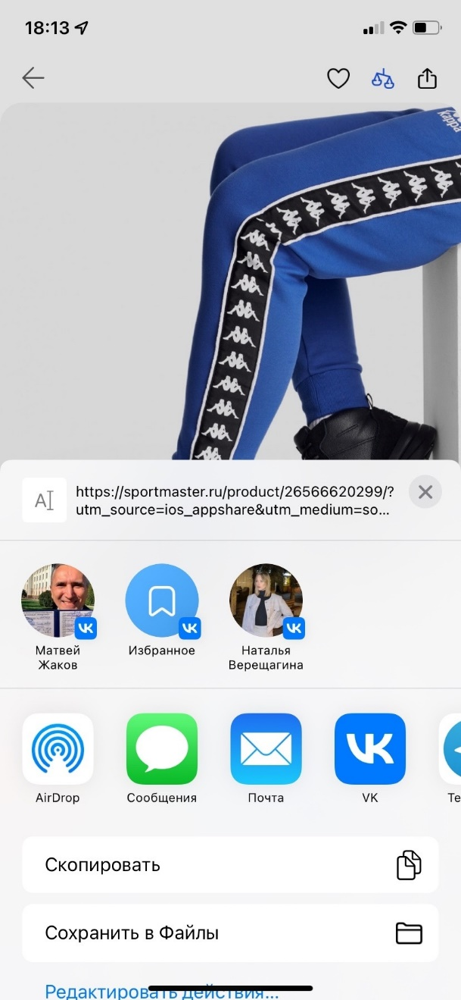 18:13
Kappa
https://sportmaster.ru/product/26566620299/?
utm_source=ios_appshare&utm_medium=so...
Матвей
Жаков
Избранное
Наталья
Верещагина
AirDrop
Сообщения
Почта
VK
Te
Скопировать
Сохранить в Файлы
Редактировать действия...